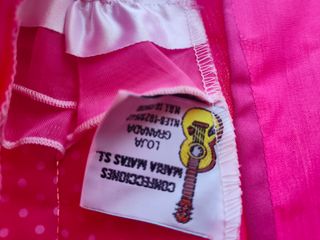 CONFECCIONES
MARIA MATAS S.L.
LOJA
GRANADA